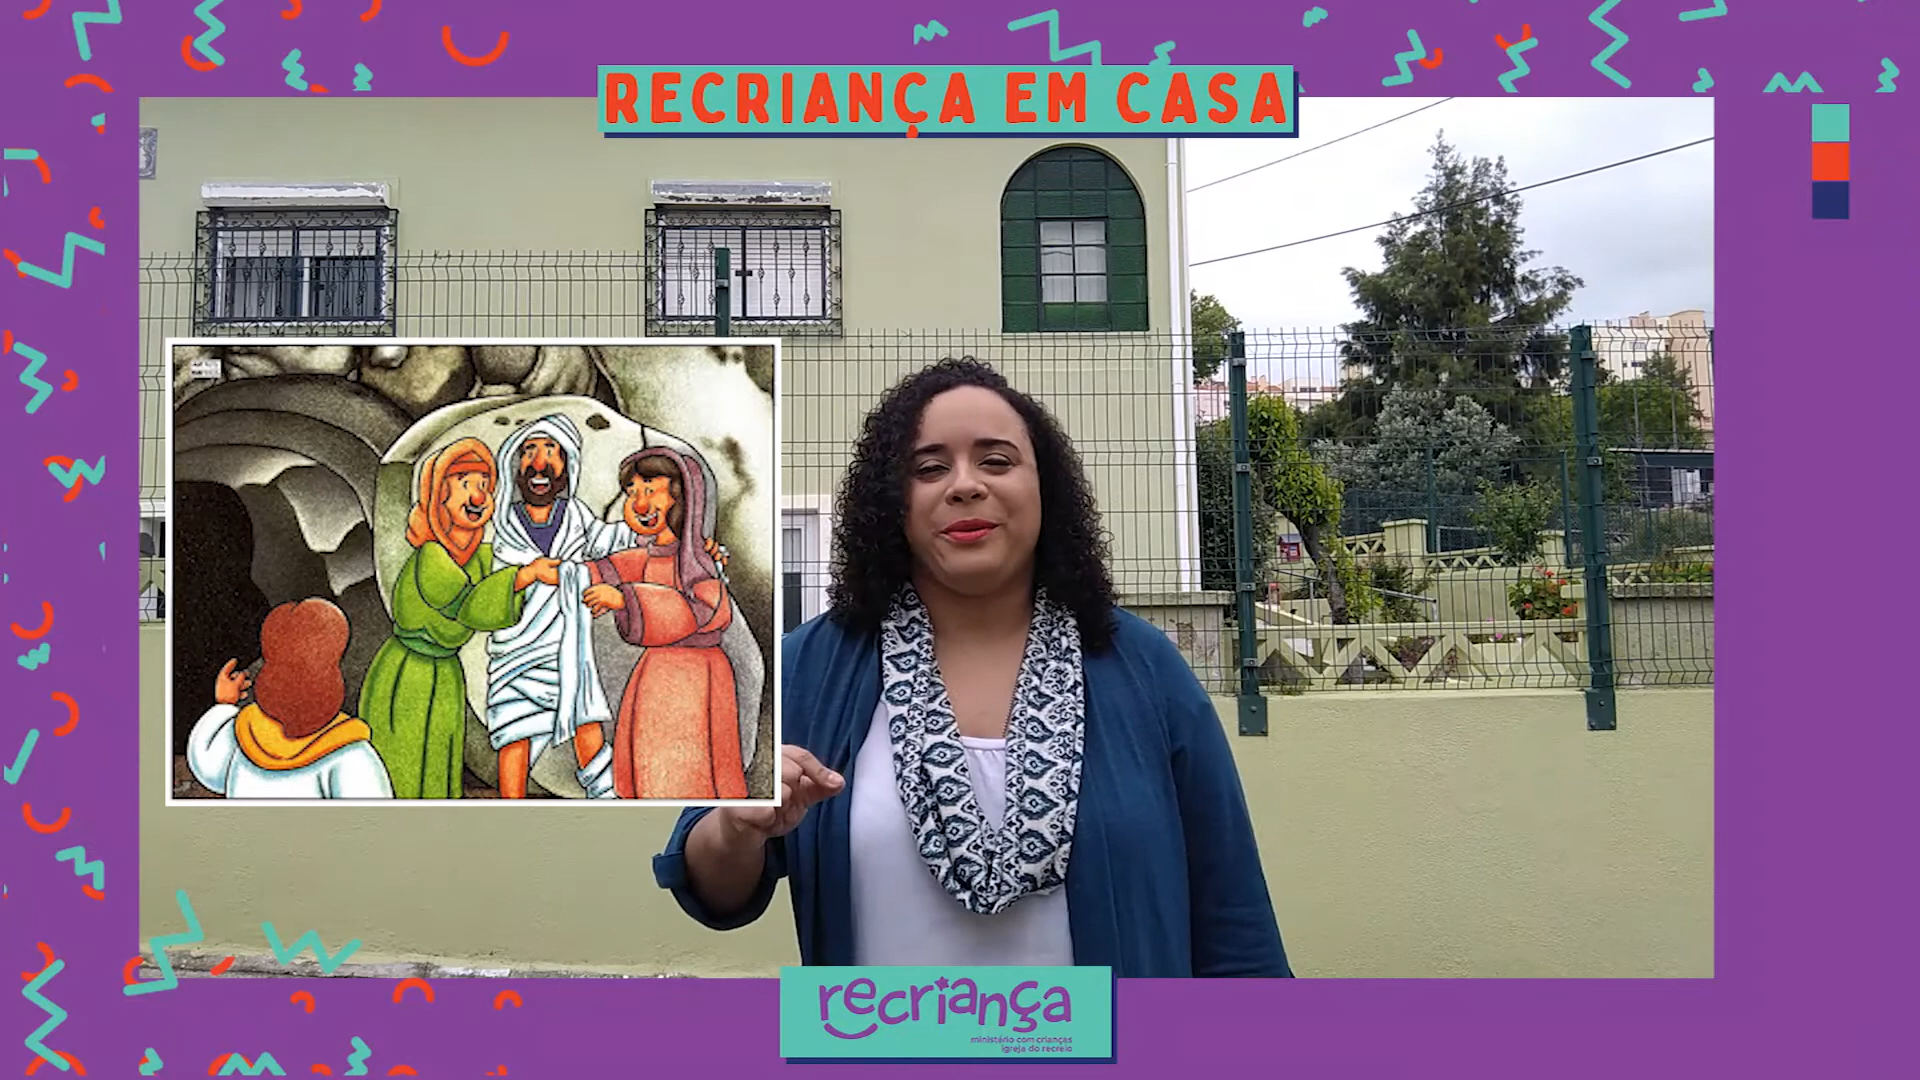 RECRIANÇA EM CASA
recriança
ministério com crianças
igreja do recreio